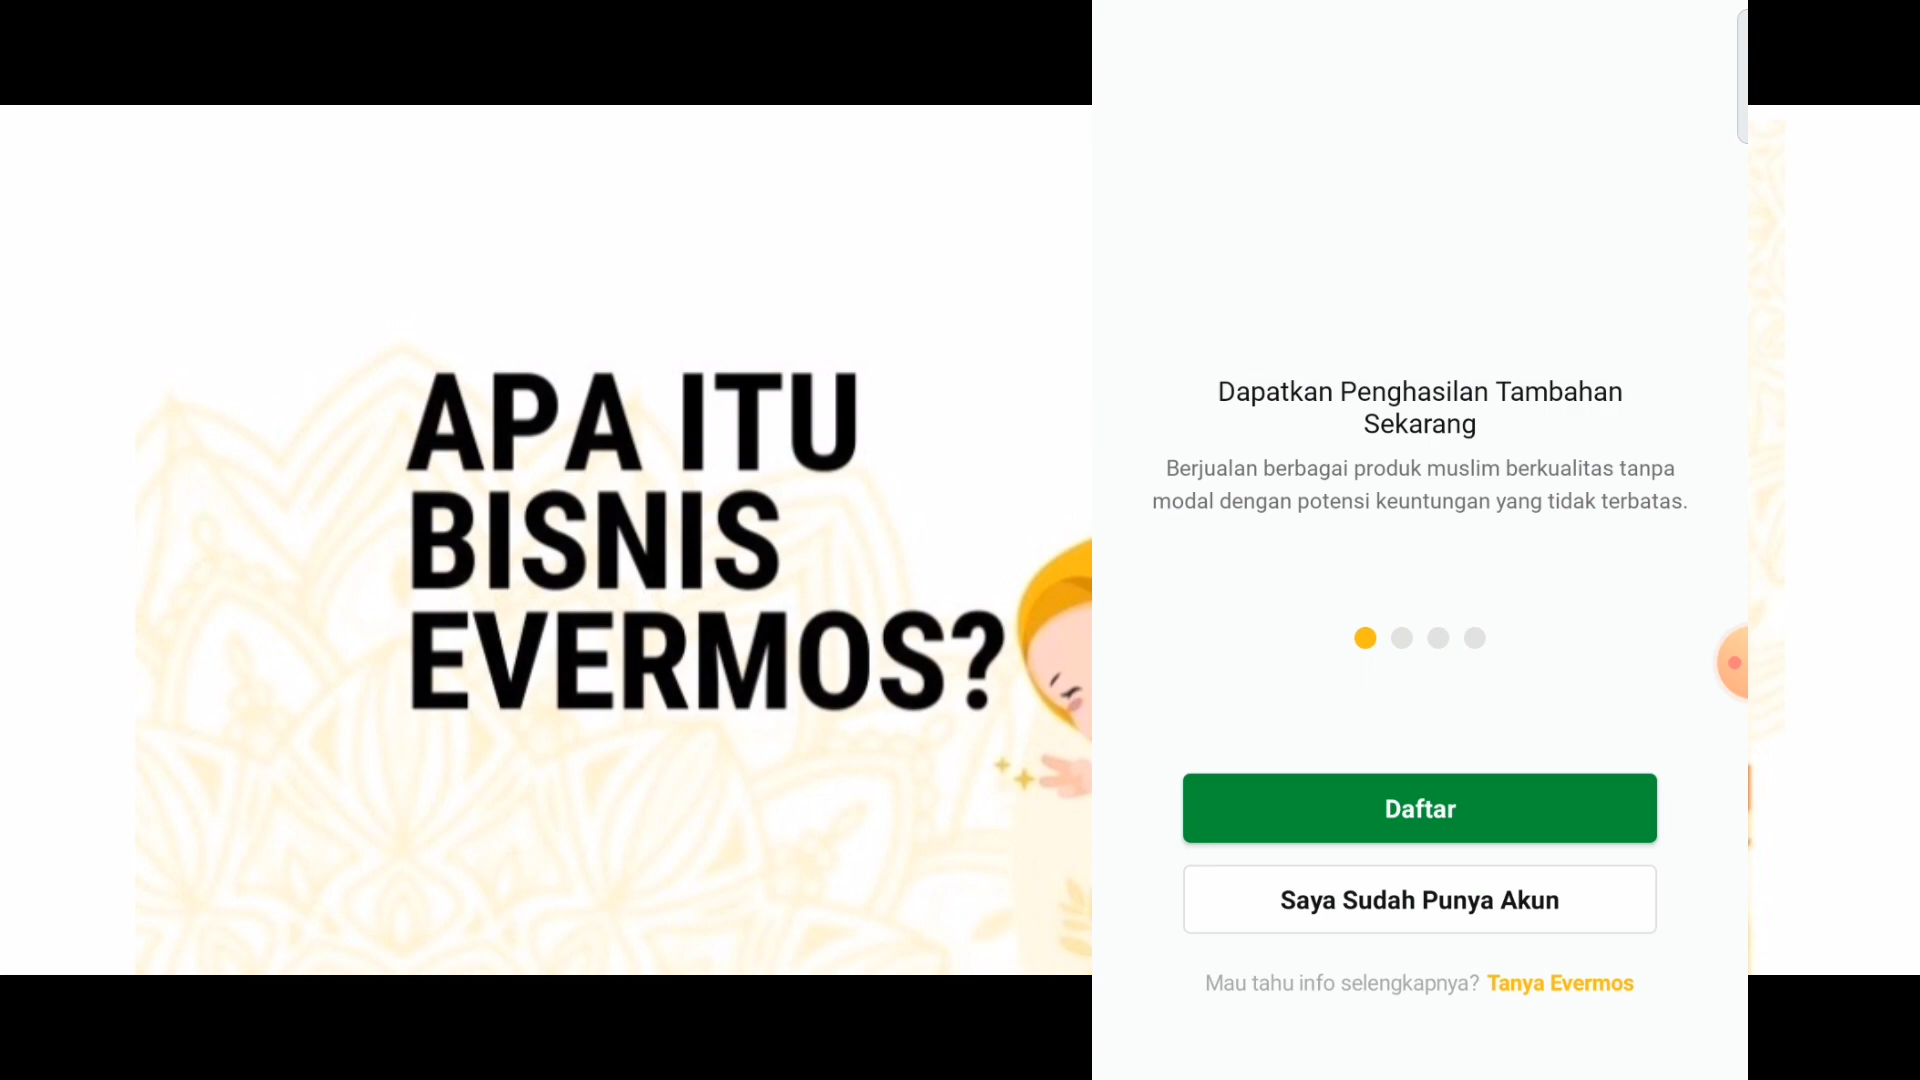 APA ITU
BISNIS
EVERMOS?
Dapatkan Penghasilan Tambahan
Sekarang
Berjualan berbagai produk muslim berkualitas tanpa
modal dengan potensi keuntungan yang tidak terbatas.
Daftar
Saya Sudah Punya Akun
Mau tahu info selengkapnya? Tanya Evermos